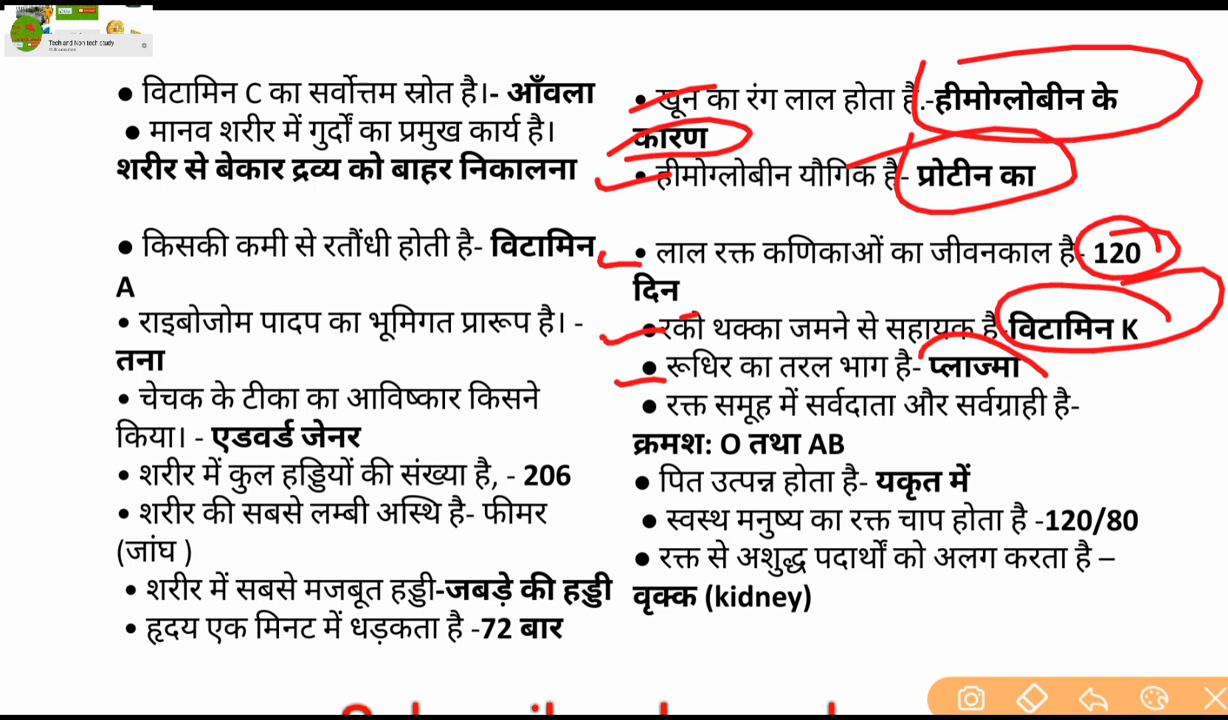 Tech and Non tech study
● विटामिन C का सर्वोत्तम स्रोत है।- आँवला
● मानव शरीर में गुर्दों का प्रमुख कार्य है।
शरीर से बेकार द्रव्य को बाहर निकालना
● किसकी कमी से रतौंधी होती है- विटामिन
A
• राइबोजोम पादप का भूमिगत प्रारूप है। -
तना
• चेचक के टीका का आविष्कार किसने
किया। - एडवर्ड जेनर
• शरीर में कुल हड्डियों की संख्या है, - 206
• शरीर की सबसे लम्बी अस्थि है- फीमर
(जांघ )
• शरीर में सबसे मजबूत हड्डी-जबड़े की हड्डी
• हृदय एक मिनट में धड़कता है -72 बार
• खून का रंग लाल होता है.-हीमोग्लोबीन के
कारण
• हीमोग्लोबीन यौगिक है- प्रोटीन का
• लाल रक्त कणिकाओं का जीवनकाल है- 120
दिन
● रको थक्का जमने से सहायक है विटामिन K
● रूधिर का तरल भाग है- प्लाज्मा
● रक्त समूह में सर्वदाता और सर्वग्राही है-
क्रमश: O तथा AB
● पित उत्पन्न होता है- यकृत में
● स्वस्थ मनुष्य का रक्त चाप होता है -120/80
● रक्त से अशुद्ध पदार्थो को अलग करता है –
वृक्क (kidney)